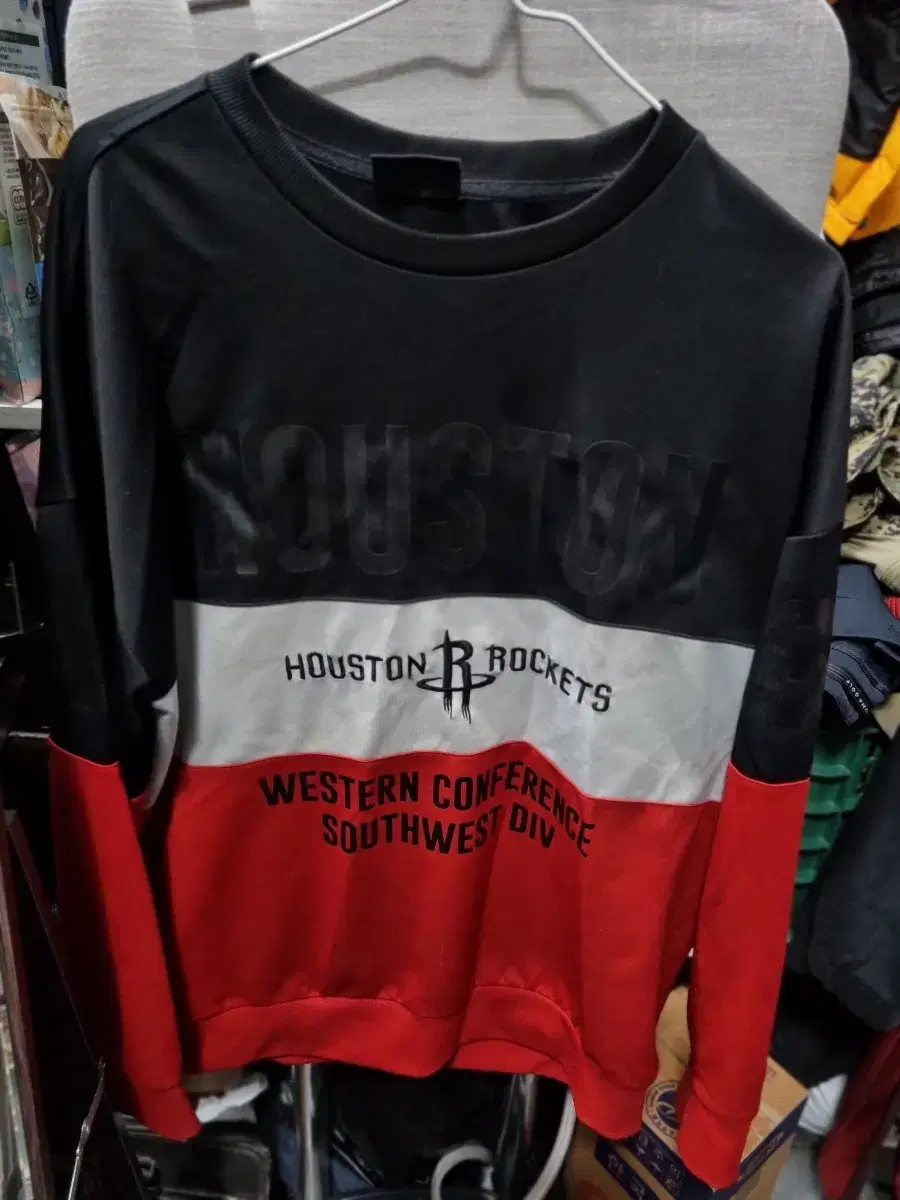 HOUSTON
HOUSTON R ROCKETS
WESTERN CONFERENCE
SOUTHWEST DIV